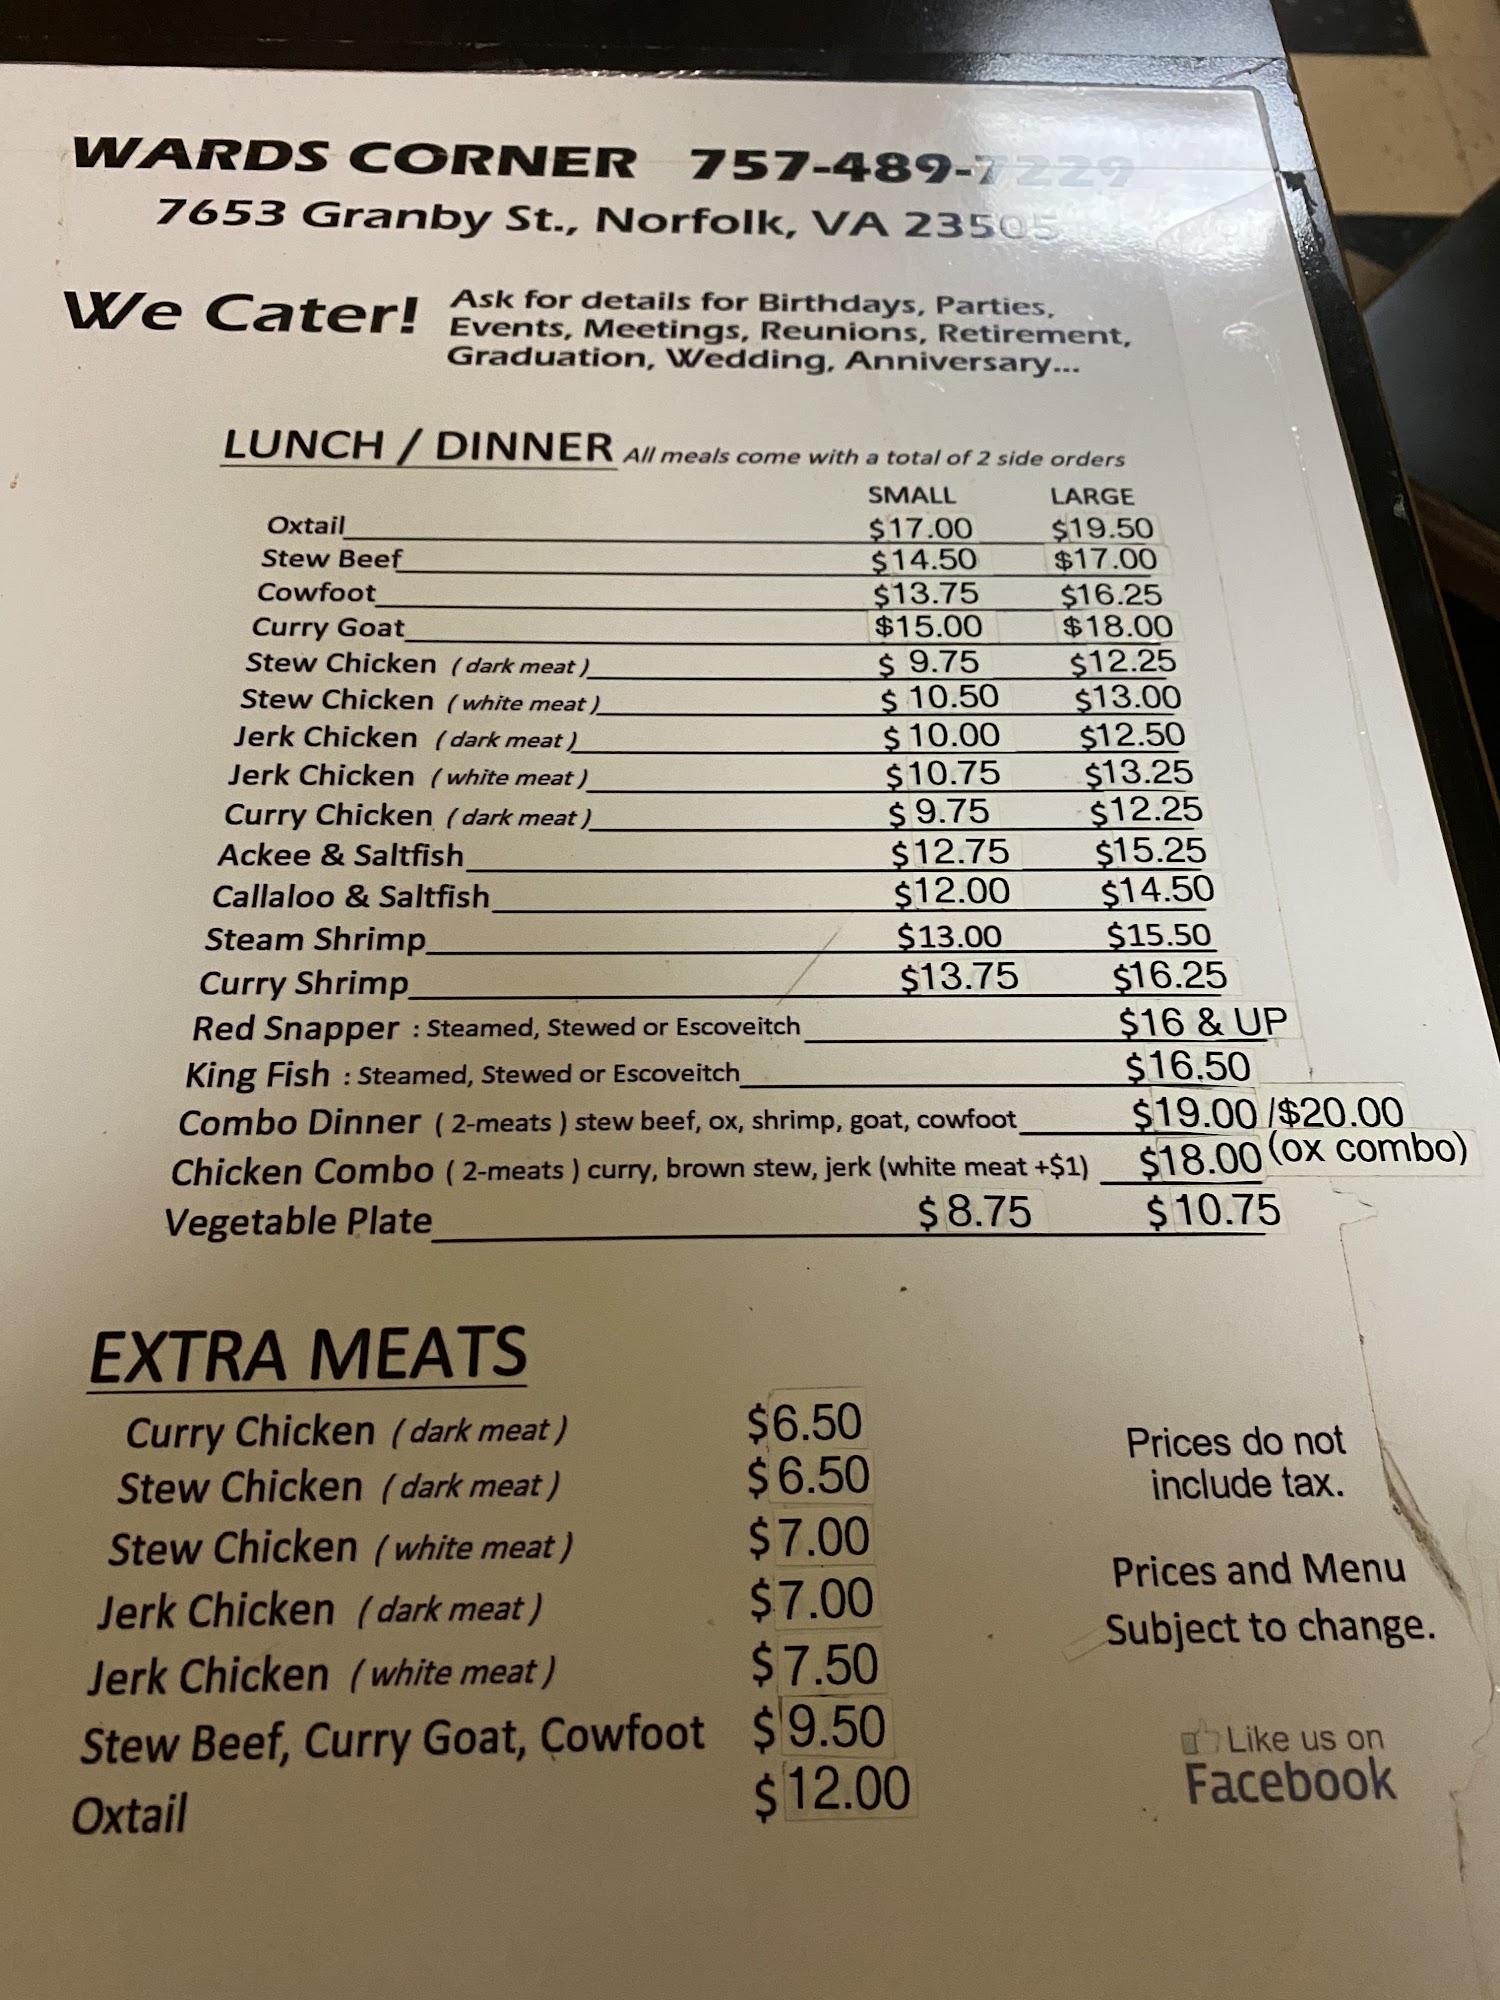 WARDS CORNER 757-489-7229
7653 Granby St., Norfolk, VA 23505
We Cater! Ask for details for Birthdays, Parties,
Events, Meetings, Reunions, Retirement,
Graduation, Wedding, Anniversary...
LUNCH / DINNER All meals come with a total of 2 side orders
SMALL LARGE
Oxtail $17.00 $19.50
Stew Beef $14.50 $17.00
Cowfoot $13.75 $16.25
Curry Goat $15.00 $18.00
Stew Chicken (dark meat) $ 9.75 $12.25
Stew Chicken (white meat) $ 10.50 $13.00
Jerk Chicken (dark meat) $ 10.00 $12.50
Jerk Chicken (white meat) $10.75 $13.25
Curry Chicken (dark meat) $ 9.75 $12.25
Ackee & Saltfish $12.75 $15.25
Callaloo & Saltfish $12.00 $14.50
Steam Shrimp $13.00 $15.50
Curry Shrimp $13.75 $16.25
Red Snapper : Steamed, Stewed or Escoveitch $16 & UP
King Fish : Steamed, Stewed or Escoveitch $16.50
Combo Dinner ( 2-meats ) stew beef, ox, shrimp, goat, cowfoot $19.00 /$20.00
(ox combo)
Chicken Combo ( 2-meats ) curry, brown stew, jerk (white meat +$1) $18.00
Vegetable Plate $ 8.75 $ 10.75
EXTRA MEATS
Curry Chicken (dark meat) $6.50
Stew Chicken (dark meat) $ 6.50
Stew Chicken (white meat) $ 7.00
Jerk Chicken (dark meat) $7.00
Jerk Chicken (white meat) $ 7.50
Stew Beef, Curry Goat, Cowfoot $ 9.50
Oxtail $ 12.00
Prices do not
include tax.
Prices and Menu
Subject to change.
Like us on
Facebook